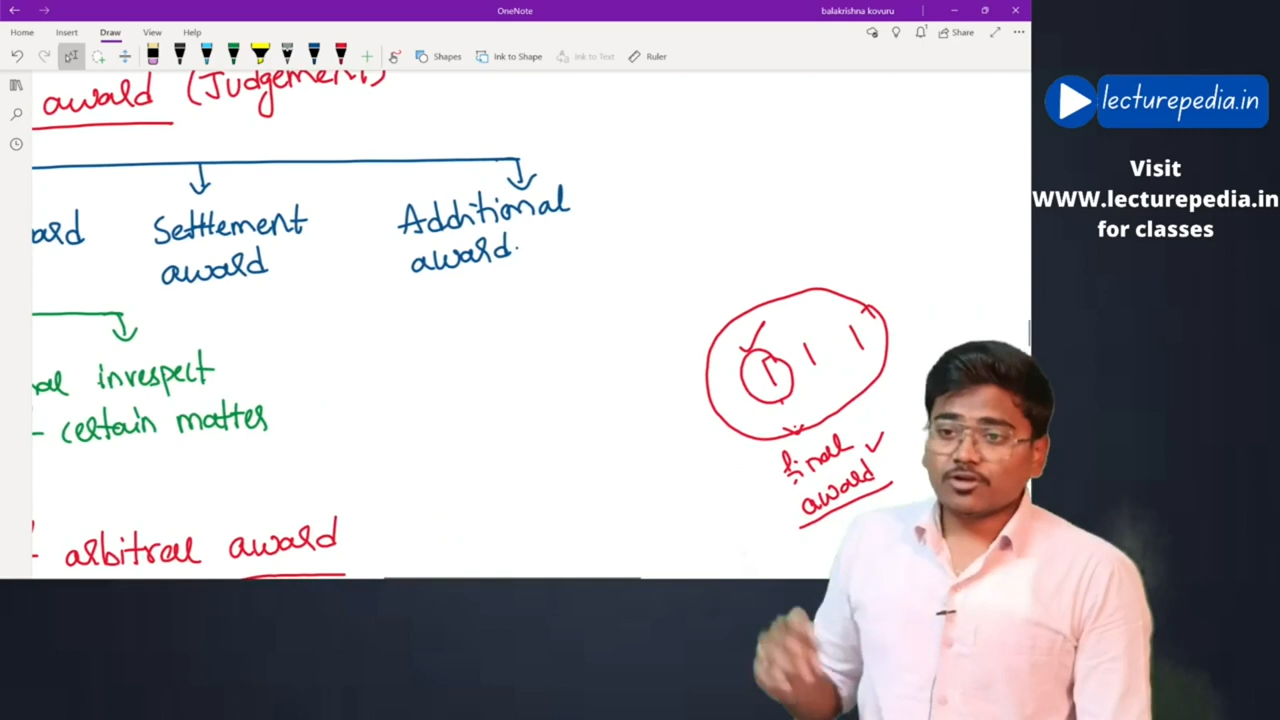 OneNote
balakrishna kovuru
Home Insert Draw View Help
Share
Shapes Ink to Shape Ink to Text Ruler
award (Judgement)
ard Settlement award
Additional award.
al inrespect
certain matter
final award
arbitral award
lecturepedia.in
Visit
WWW.lecturepedia.in
for classes